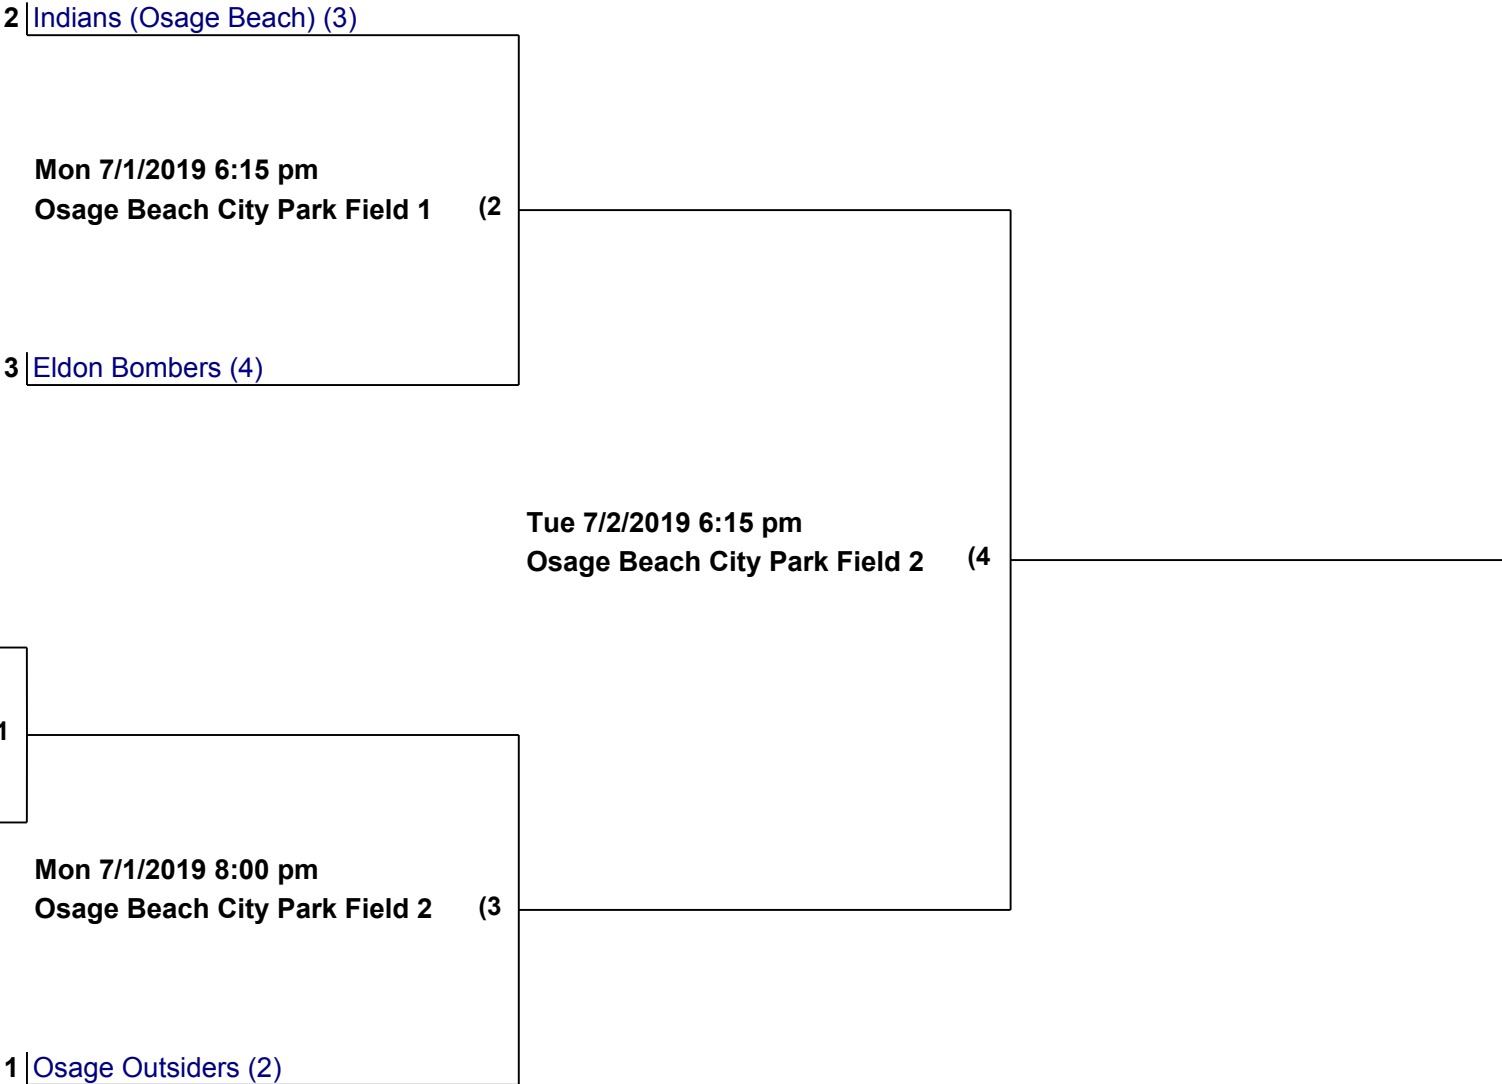 2 Indians (Osage Beach) (3)
Mon 7/1/2019 6:15 pm
Osage Beach City Park Field 1 (2
3 Eldon Bombers (4)
Tue 7/2/2019 6:15 pm
Osage Beach City Park Field 2 (4
1
Mon 7/1/2019 8:00 pm
Osage Beach City Park Field 2 (3
1 Osage Outsiders (2)